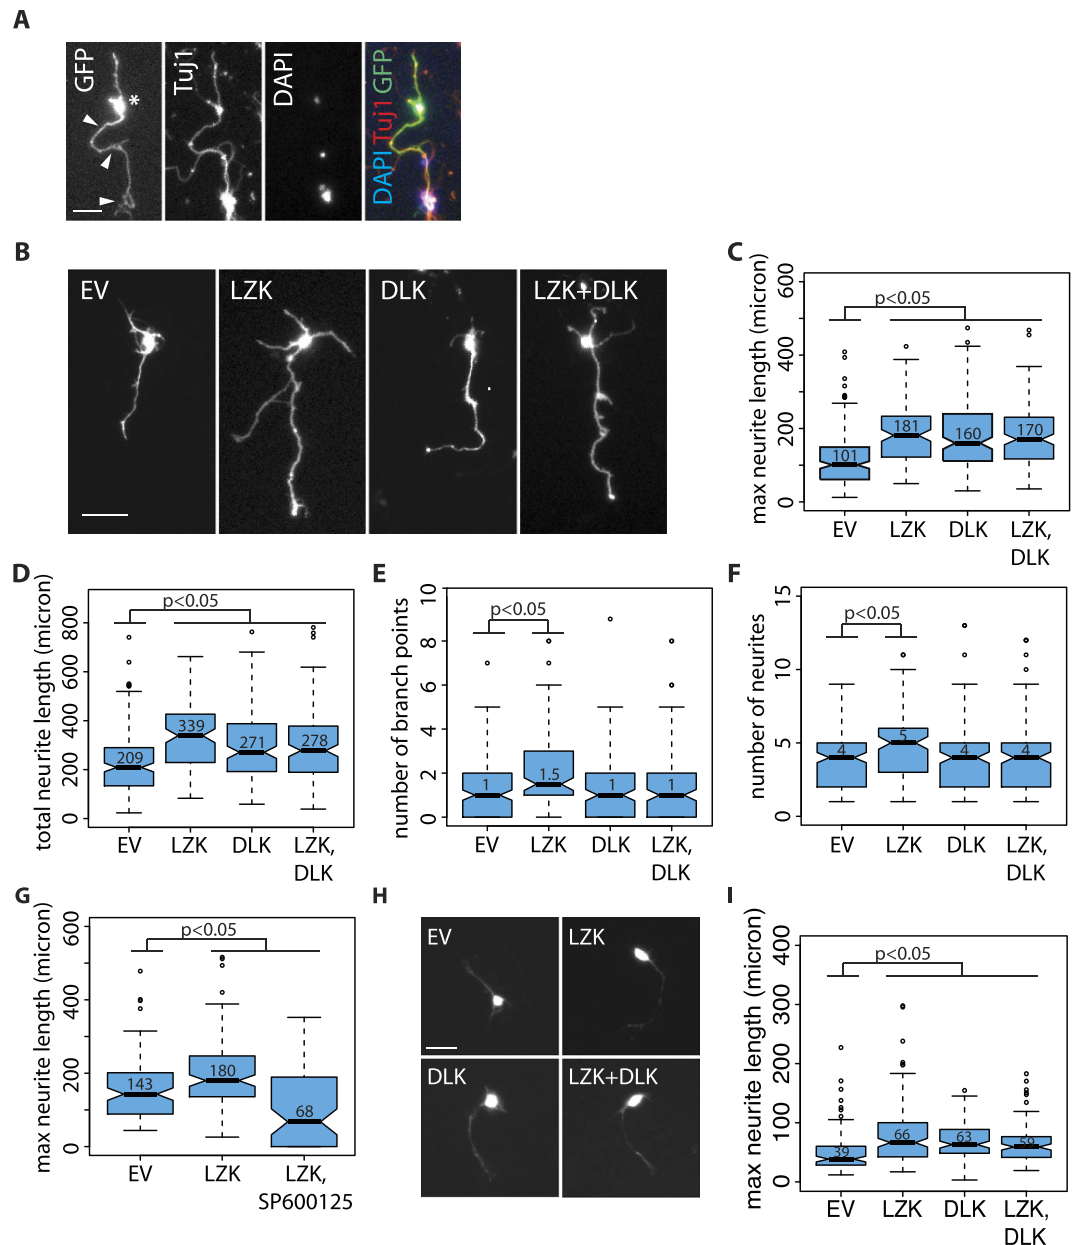 A
GFP
*
Tuj1
DAPI
DAPI Tuj1 GFP
B
EV
LZK
DLK
LZK+DLK
C
max neurite length (micron)
0 200 400 600
p<0.05
101
181
160
170
EV
LZK
DLK
LZK,
DLK
D
total neurite length (micron)
0 200 400 600 800
p<0.05
209
339
271
278
EV
LZK
DLK
LZK,
DLK
E
number of branch points
0 2 4 6 8 10
p<0.05
1
1.5
1
1
EV
LZK
DLK
LZK,
DLK
F
number of neurites
0 5 10 15
p<0.05
4
5
4
4
EV
LZK
DLK
LZK,
DLK
G
max neurite length (micron)
0 200 400 600
p<0.05
143
180
68
EV
LZK
LZK,
SP600125
H
EV
LZK
DLK
LZK+DLK
I
max neurite length (micron)
0 100 200 300 400
p<0.05
39
66
63
59
EV
LZK
DLK
LZK,
DLK